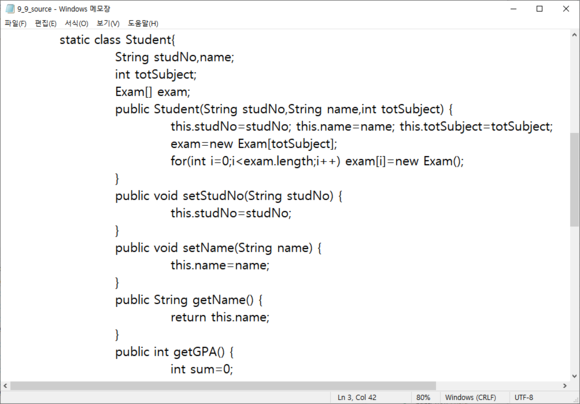 9_9_source - Windows 메모장
파일(F) 편집(E) 서식(O) 보기(V) 도움말(H)
static class Student{
String studNo,name;
int totSubject;
Exam[] exam;
public Student(String studNo,String name,int totSubject) {
this.studNo=studNo; this.name=name; this.totSubject=totSubject;
exam=new Exam[totSubject];
for(int i=0;i<exam.length;i++) exam[i]=new Exam();
}
public void setStudNo(String studNo) {
this.studNo=studNo;
}
public void setName(String name) {
this.name=name;
}
public String getName() {
return this.name;
}
public int getGPA() {
int sum=0;
Ln 3, Col 42 80% Windows (CRLF) UTF-8